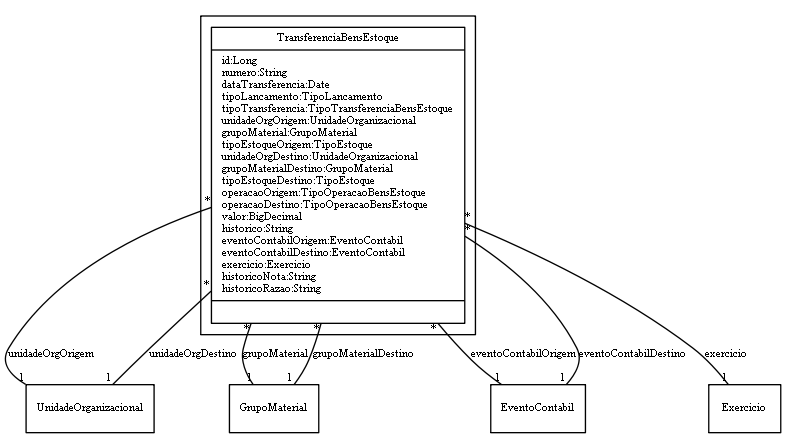 TransferenciaBensEstoque
id:Long
numero:String
dataTransferencia:Date
tipoLancamento:TipoLancamento
tipoTransferencia:TipoTransferenciaBensEstoque
unidadeOrgOrigem:UnidadeOrganizacional
grupoMaterial:GrupoMaterial
tipoEstoqueOrigem:TipoEstoque
unidadeOrgDestino:UnidadeOrganizacional
grupoMaterialDestino:GrupoMaterial
tipoEstoqueDestino:TipoEstoque
operacaoOrigem:TipoOperacaoBensEstoque
operacaoDestino:TipoOperacaoBensEstoque
valor:BigDecimal
historico:String
eventoContabilOrigem:EventoContabil
eventoContabilDestino:EventoContabil
exercicio:Exercicio
historicoNota:String
historicoRazao:String
* *
*
*
* * *
unidadeOrgOrigem unidadeOrgDestino grupoMaterial grupoMaterialDestino eventoContabilOrigem eventoContabilDestino exercicio
1 1 1 1 1 1 1
UnidadeOrganizacional GrupoMaterial EventoContabil Exercicio